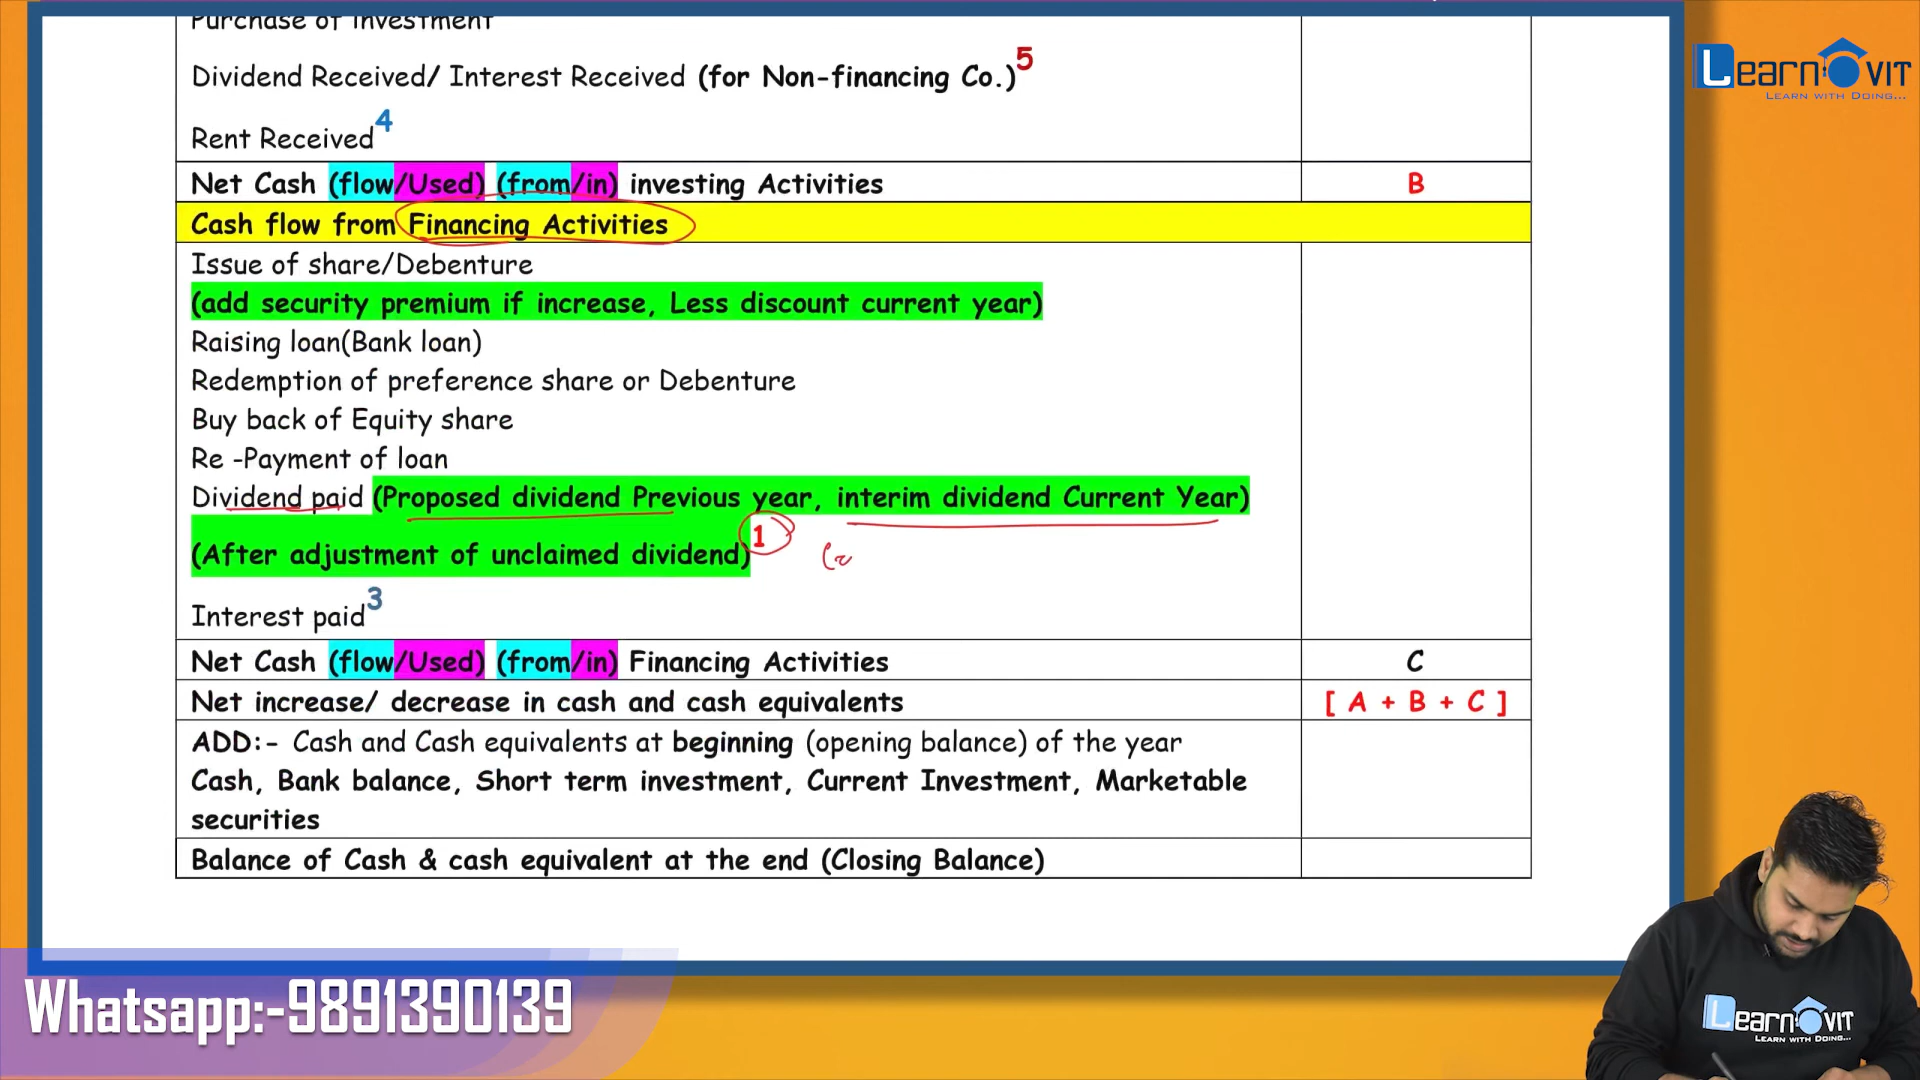 Purchase of Investment
Dividend Received/ Interest Received (for Non-financing Co.)5
Rent Received4
Net Cash (flow/Used) (from/in) investing Activities B
Cash flow from Financing Activities
Issue of share/Debenture
(add security premium if increase, Less discount current year)
Raising loan(Bank loan)
Redemption of preference share or Debenture
Buy back of Equity share
Re -Payment of loan
Dividend paid (Proposed dividend Previous year, interim dividend Current Year)
(After adjustment of unclaimed dividend)1
Interest paid3
Net Cash (flow/Used) (from/in) Financing Activities C
Net increase/ decrease in cash and cash equivalents [ A + B + C ]
ADD:- Cash and Cash equivalents at beginning (opening balance) of the year
Cash, Bank balance, Short term investment, Current Investment, Marketable
securities
Balance of Cash & cash equivalent at the end (Closing Balance)
LearnOvit
Learn with Doing...
Whatsapp:-9891390139
LearnOvit
Learn with Doing...